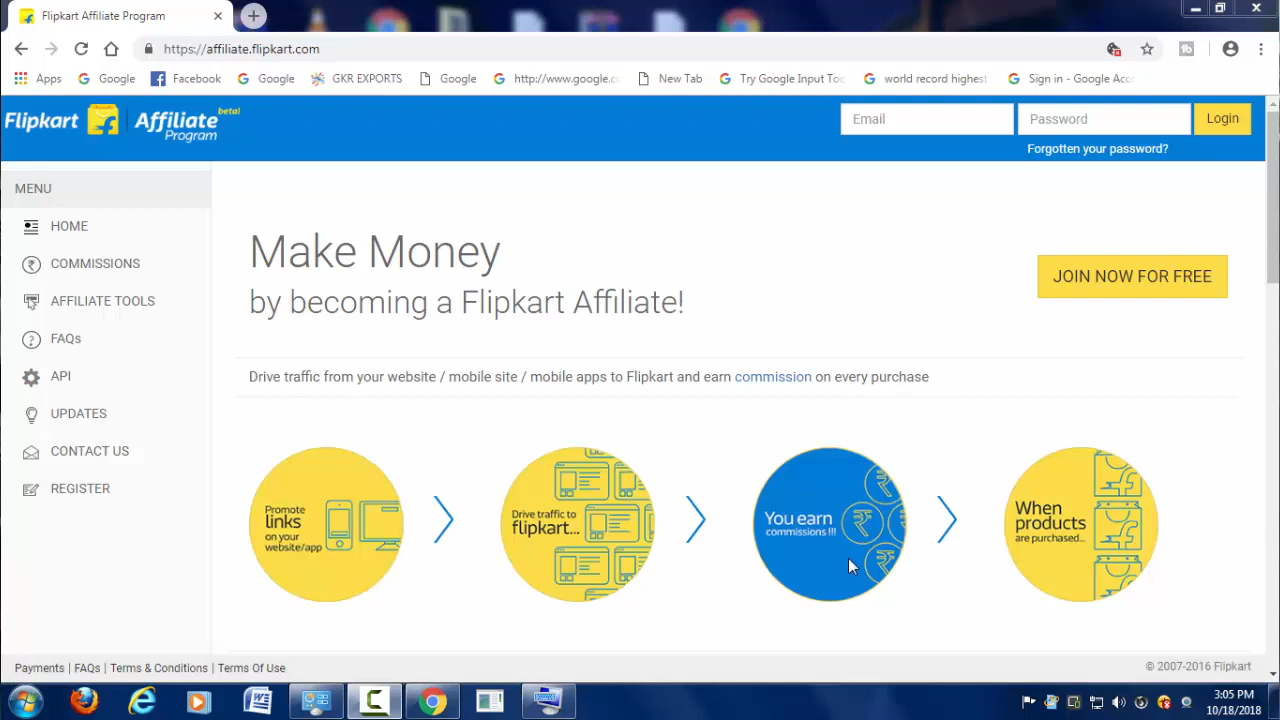 Flipkart Affiliate Program
https://affiliate.flipkart.com
Apps
Google
Facebook
Google
GKR EXPORTS
Google
http://www.google.cc
New Tab
Try Google Input Too
world record highest
Sign in - Google Acc
Flipkart
Affiliate
beta!
Program
Email
Password
Login
Forgotten your password?
MENU
HOME
COMMISSIONS
AFFILIATE TOOLS
FAQs
API
UPDATES
CONTACT US
REGISTER
Make Money
by becoming a Flipkart Affiliate!
JOIN NOW FOR FREE
Drive traffic from your website / mobile site / mobile apps to Flipkart and earn commission on every purchase
Promote
links
on your
website/app
Drive traffic to
flipkart...
You earn
commissions !!!
When
products
are purchased...
Payments | FAQs | Terms & Conditions | Terms Of Use
© 2007-2016 Flipkart
3:05 PM
10/18/2018